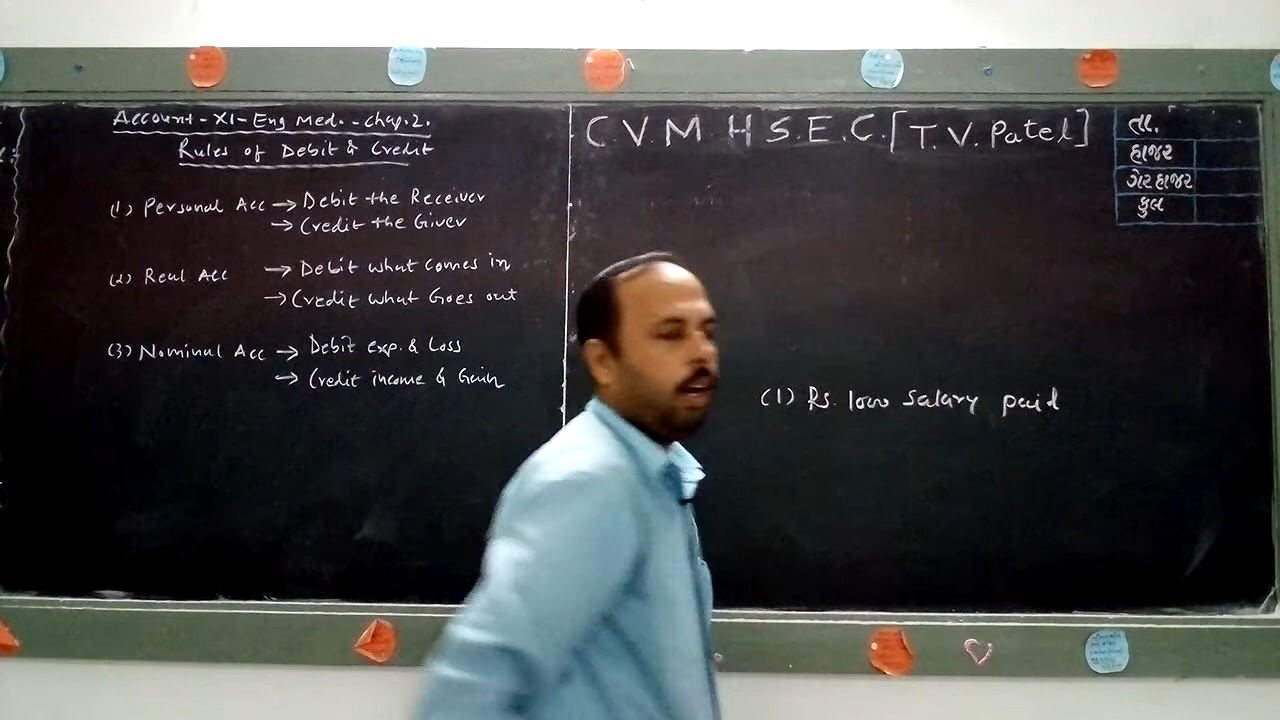 Account - XI - Eng Med. - chap. 2.
Rules of Debit & Credit
(1) Personal Acc → Debit the Receiver
→ Credit the Giver
(2) Real Acc → Debit what comes in
→ Credit what Goes out
(3) Nominal Acc → Debit exp. & Loss
→ Credit income & Gain
C. V. M H S. E. C. [T. V. Patel]
તા.
હાજર
ગેરહાજર
કુલ
(1) Rs. 1000 salary paid